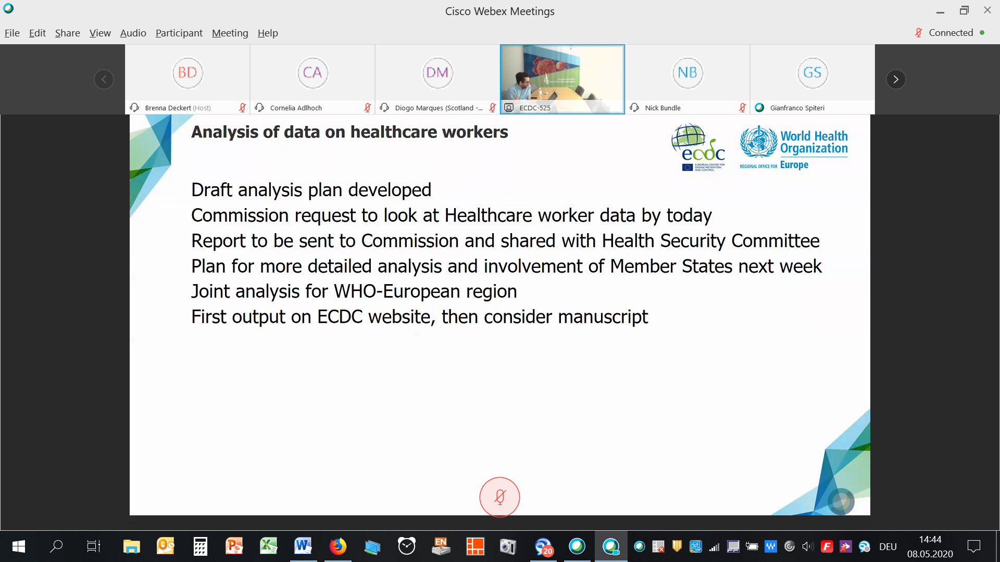 Cisco Webex Meetings
File Edit Share View Audio Participant Meeting Help
Connected
BD
CA
DM
NB
GS
Brenna Deckert (Host)
Cornelia Adlhoch
Diogo Marques (Scotland -...
ECDC-525
Nick Bundle
Gianfranco Spiteri
Analysis of data on healthcare workers
ecdc
EUROPEAN CENTRE FOR
DISEASE PREVENTION
AND CONTROL
World Health
Organization
REGIONAL OFFICE FOR Europe
Draft analysis plan developed
Commission request to look at Healthcare worker data by today
Report to be sent to Commission and shared with Health Security Committee
Plan for more detailed analysis and involvement of Member States next week
Joint analysis for WHO-European region
First output on ECDC website, then consider manuscript
EN
20
DEU
14:44
08.05.2020